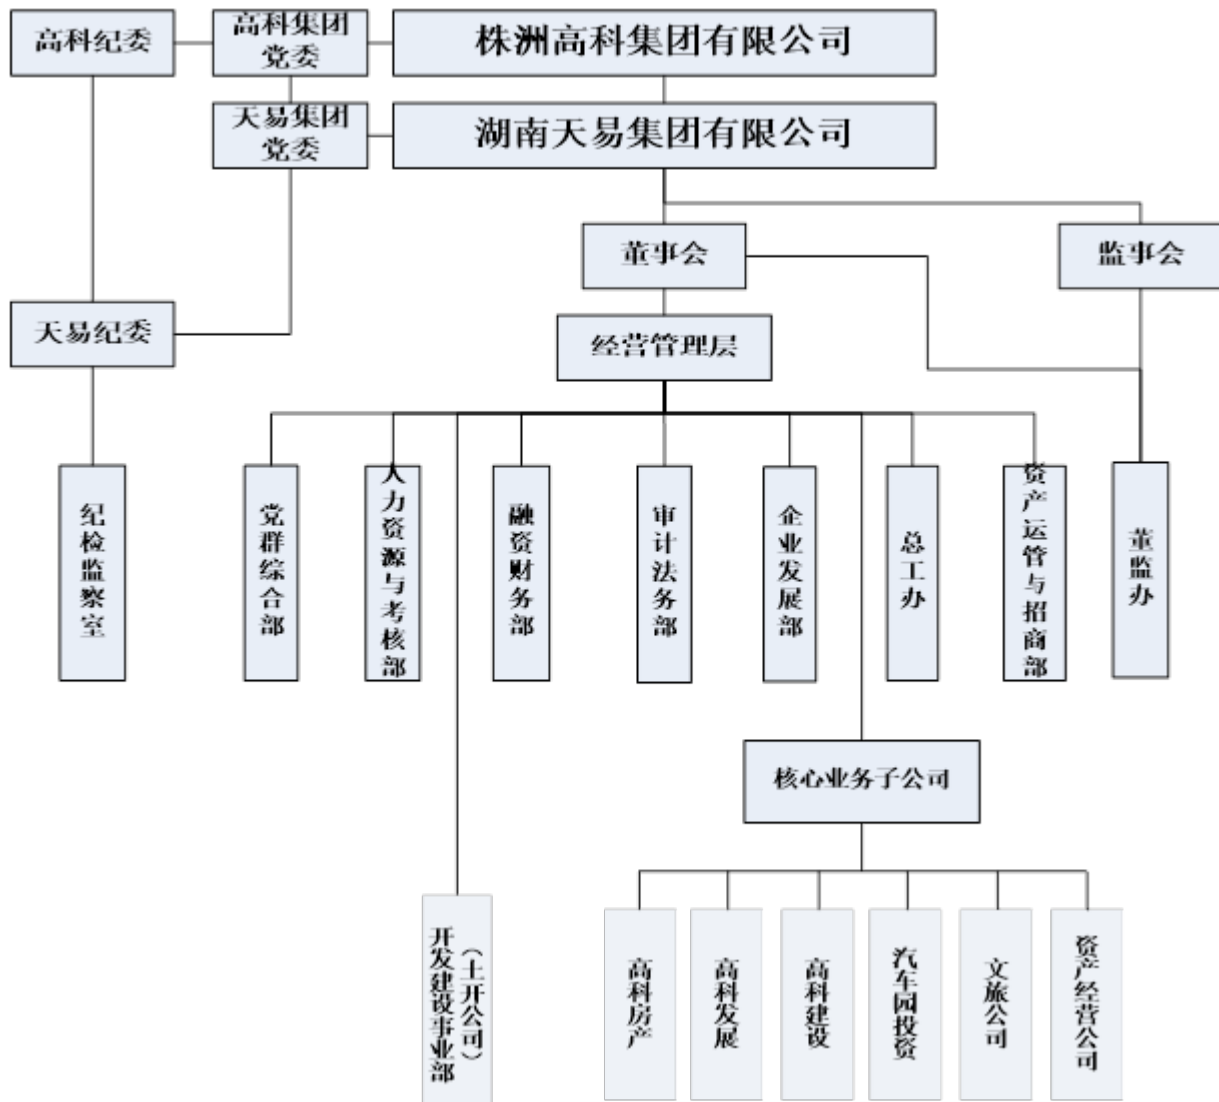 高科纪委
高科集团
党委
株洲高科集团有限公司
天易集团
党委
湖南天易集团有限公司
董事会
监事会
天易纪委
经营管理层
纪检监察室
党群综合部
人力资源与考核部
融资财务部
审计法务部
企业发展部
总工办
资产运管与招商部
董监办
核心业务子公司
开发建设事业部
（土开公司）
高科房产
高科发展
高科建设
汽车园投资
文旅公司
资产经营公司